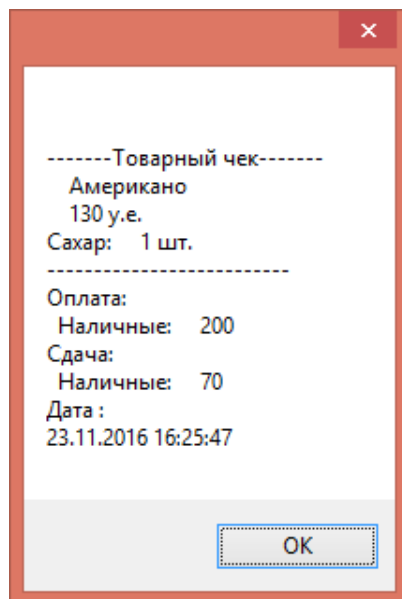 -------Товарный чек-------
Американо
130 у.е.
Сахар: 1 шт.
--------------------------
Оплата:
Наличные: 200
Сдача:
Наличные: 70
Дата :
23.11.2016 16:25:47
ОК